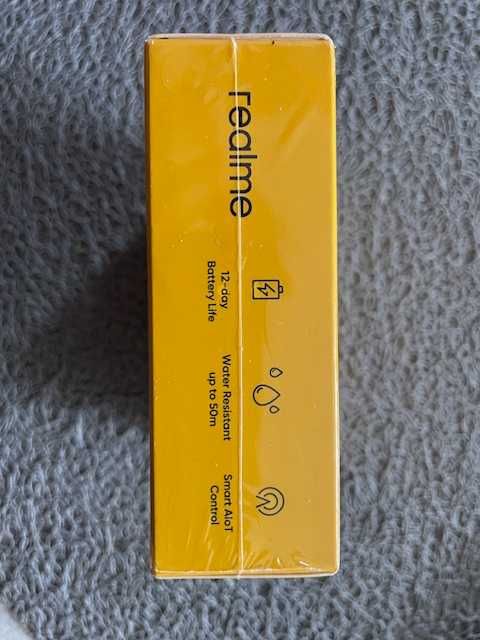 realme
12-day
Battery Life
Water Resistant
up to 50m
Smart AIoT
Control